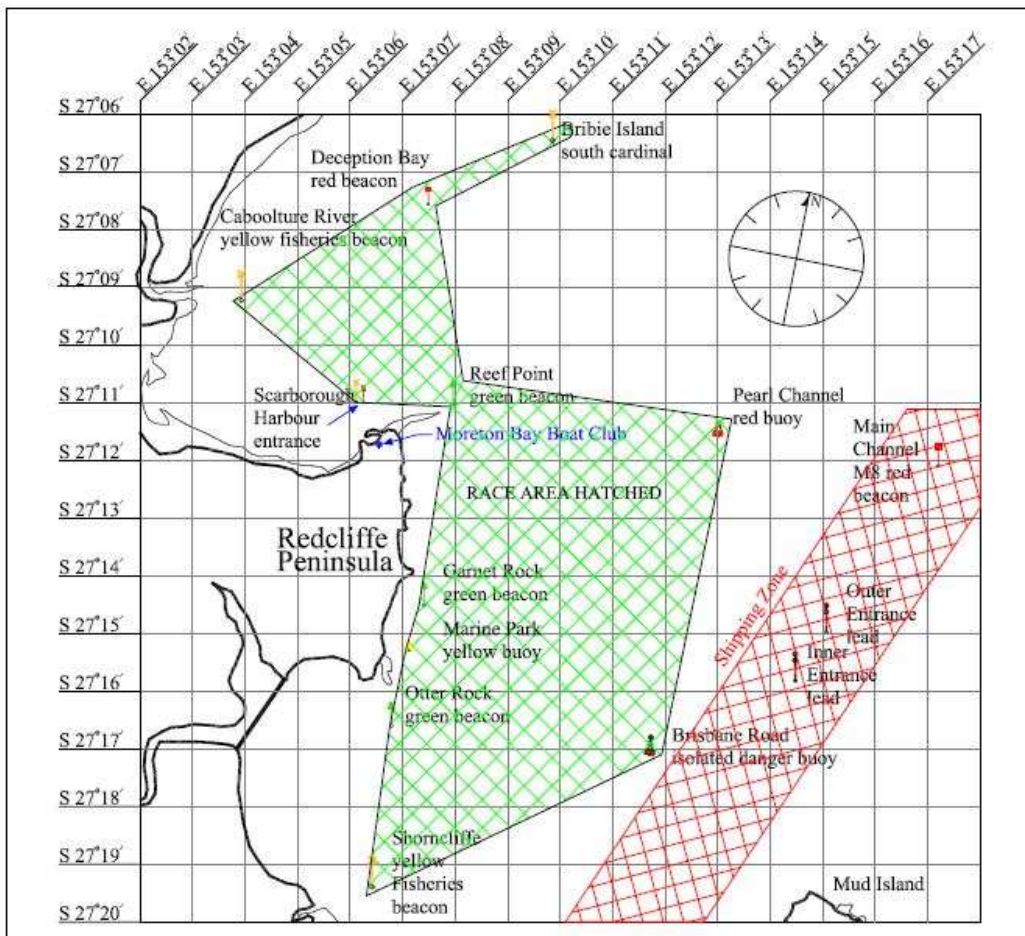 E 153°02'
E 153°03'
E 153°04'
E 153°05'
E 153°06'
E 153°07'
E 153°08'
E 153°09'
E 153°10'
E 153°11'
E 153°12'
E 153°13'
E 153°14'
E 153°15'
E 153°16'
E 153°17'
S 27°06'
Bribie Island
south cardinal
Deception Bay
red beacon
S 27°07'
N
S 27°08'
Caboolture River
yellow fisheries beacon
S 27°09'
S 27°10'
Reef Point
green beacon
Scarborough
Harbour
entrance
Pearl Channel
red buoy
S 27°11'
Main
Channel
M8 red
beacon
Moreton Bay Boat Club
S 27°12'
RACE AREA HATCHED
S 27°13'
Redcliffe
Peninsula
S 27°14'
Garnet Rock
green beacon
Outer
Entrance
lead
Shipping Zone
S 27°15'
Marine Park
yellow buoy
Inner
Entrance
lead
S 27°16'
Otter Rock
green beacon
S 27°17'
Brisbane Road
isolated danger buoy
S 27°18'
Shorncliffe
yellow
Fisheries
beacon
S 27°19'
Mud Island
S 27°20'